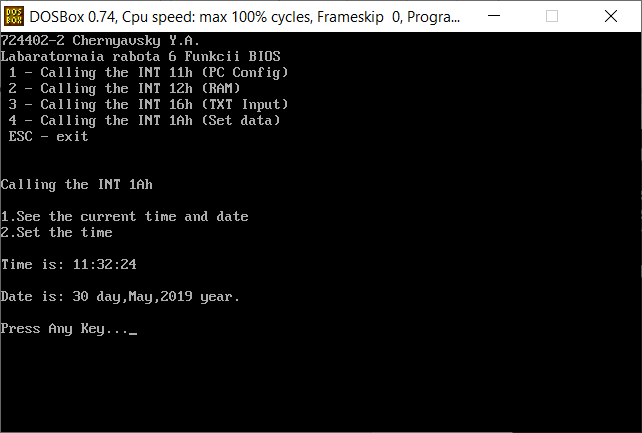 DOSBox 0.74, Cpu speed: max 100% cycles, Frameskip 0, Progra...
724402-2 Chernyavsky Y.A.
Labaratornaia rabota 6 Funkcii BIOS
1 - Calling the INT 11h (PC Config)
2 - Calling the INT 12h (RAM)
3 - Calling the INT 16h (TXT Input)
4 - Calling the INT 1Ah (Set data)
ESC - exit
Calling the INT 1Ah
1.See the current time and date
2.Set the time
Time is: 11:32:24
Date is: 30 day,May,2019 year.
Press Any Key..._